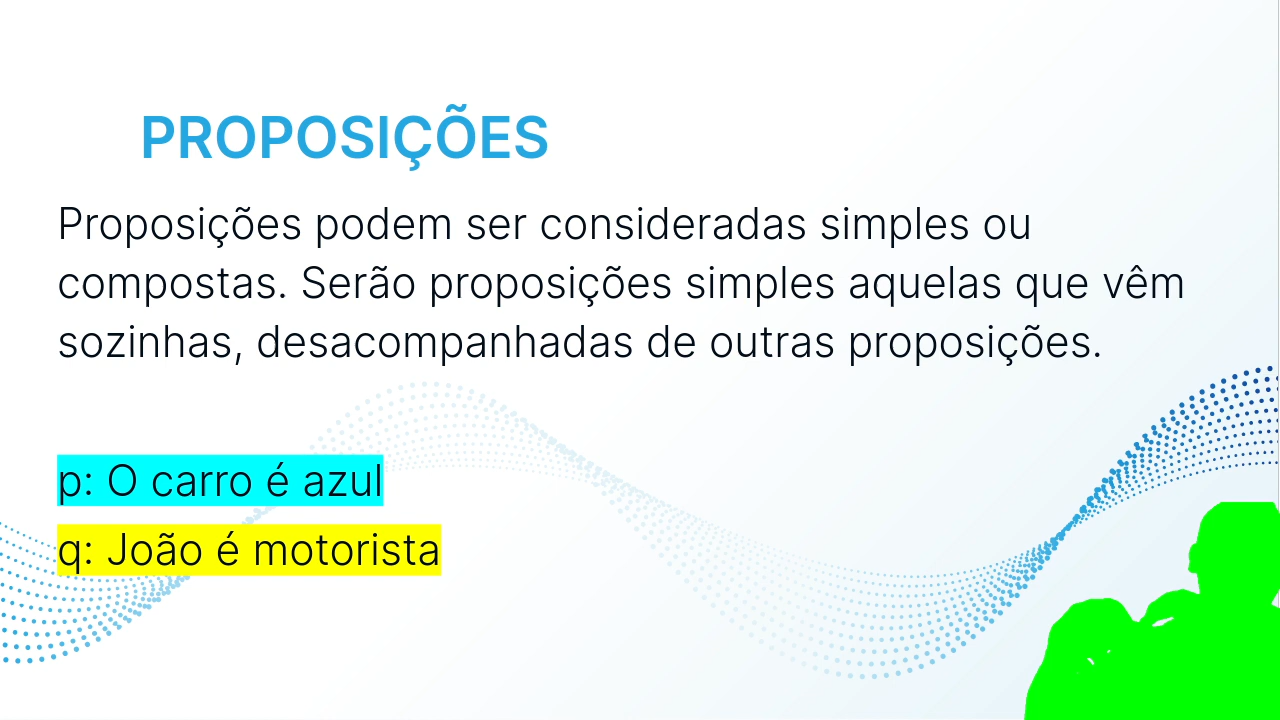 PROPOSIÇÕES
Proposições podem ser consideradas simples ou
compostas. Serão proposições simples aquelas que vêm
sozinhas, desacompanhadas de outras proposições.
p: O carro é azul
q: João é motorista